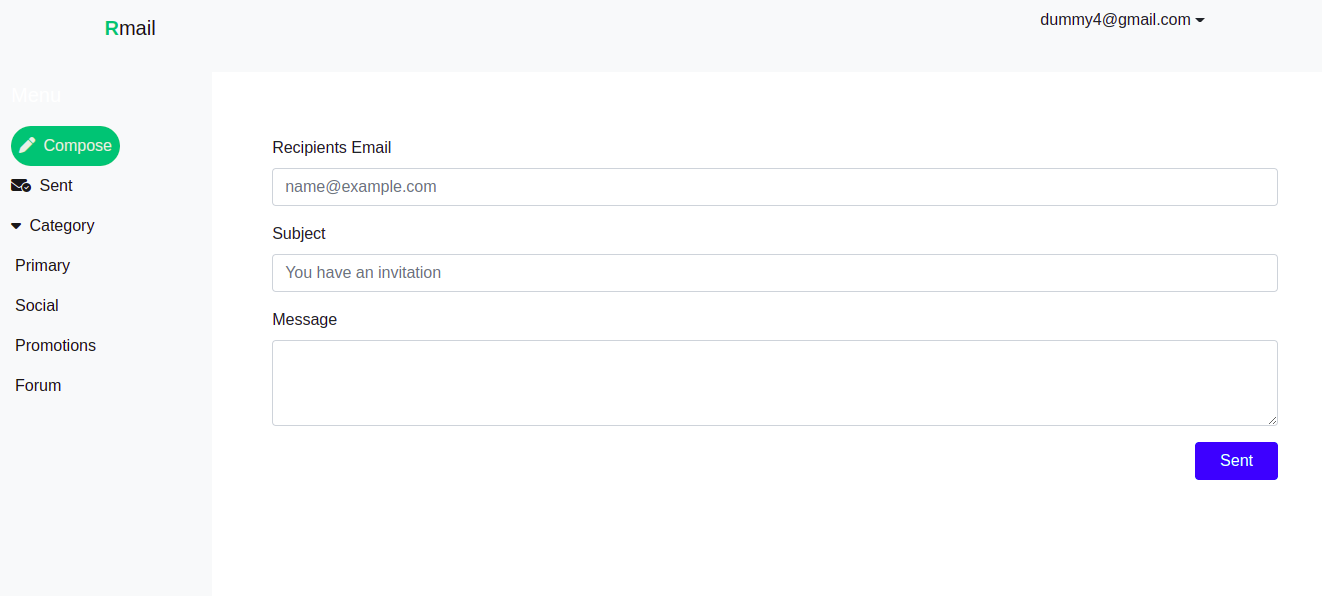 Rmail
dummy4@gmail.com
Menu
Compose
Sent
Category
Primary
Social
Promotions
Forum
Recipients Email
name@example.com
Subject
You have an invitation
Message
Sent